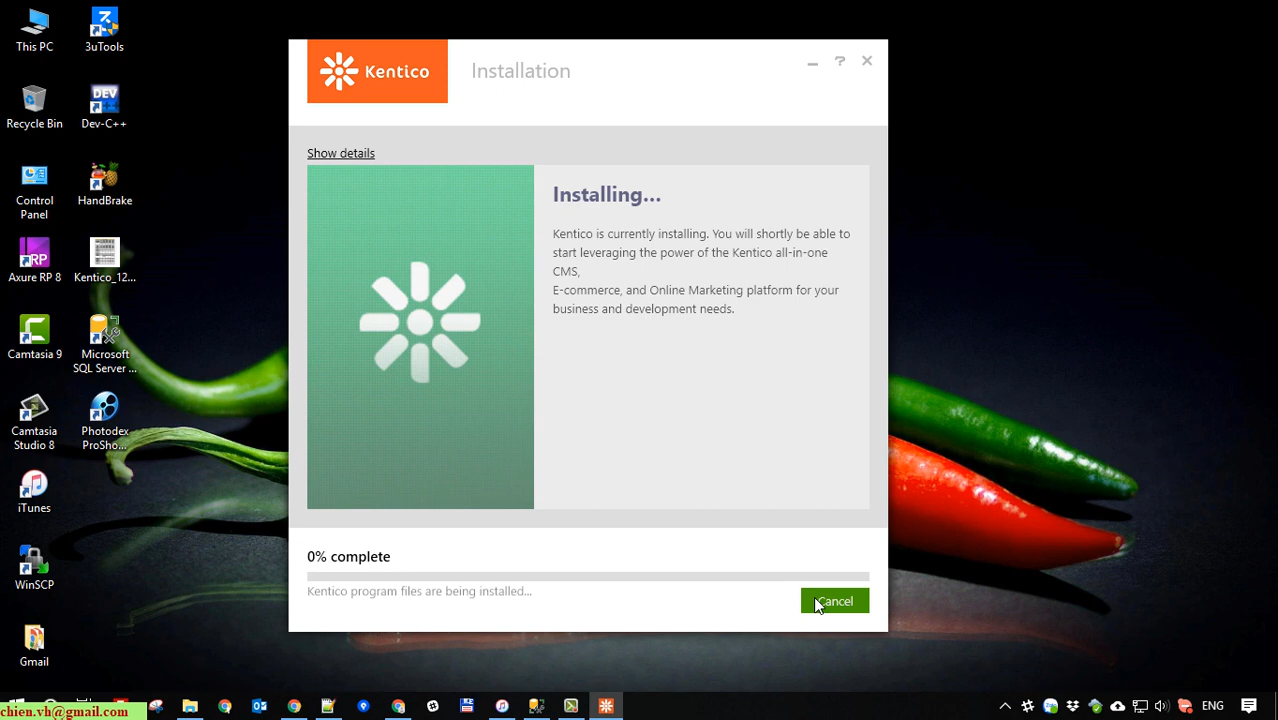 This PC
3uTools
Recycle Bin
DEV
Dev-C++
Control
Panel
HandBrake
RP
Axure RP 8
Kentico_12...
Camtasia 9
Microsoft
SQL Server ...
Camtasia
Studio 8
Photodex
ProSho...
iTunes
WinSCP
Gmail
Kentico
Installation
?
Show details
Installing...
Kentico is currently installing. You will shortly be able to
start leveraging the power of the Kentico all-in-one
CMS,
E-commerce, and Online Marketing platform for your
business and development needs.
0% complete
Kentico program files are being installed...
Cancel
chien.vh@gmail.com
ENG